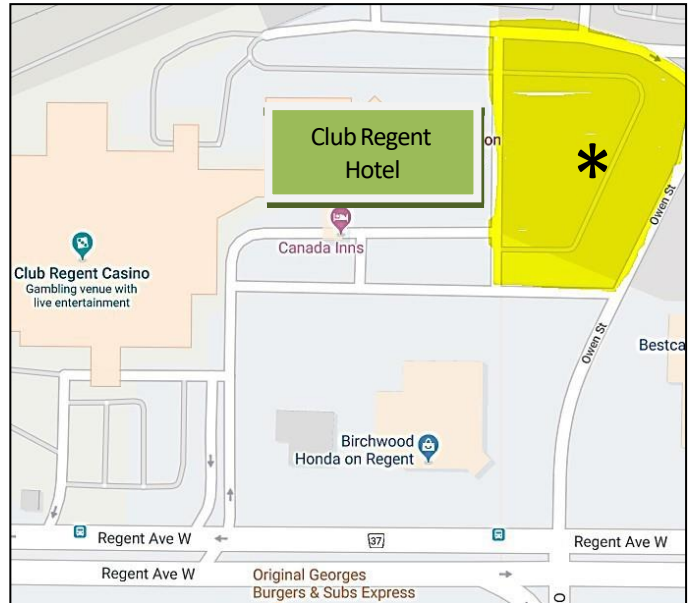 Club Regent
Hotel
on
*
Owen St
Canada Inns
Club Regent Casino
Gambling venue with
live entertainment
Owen St
Bestca
Birchwood
Honda on Regent
Regent Ave W
37
Regent Ave W
Regent Ave W
Original Georges
Burgers & Subs Express